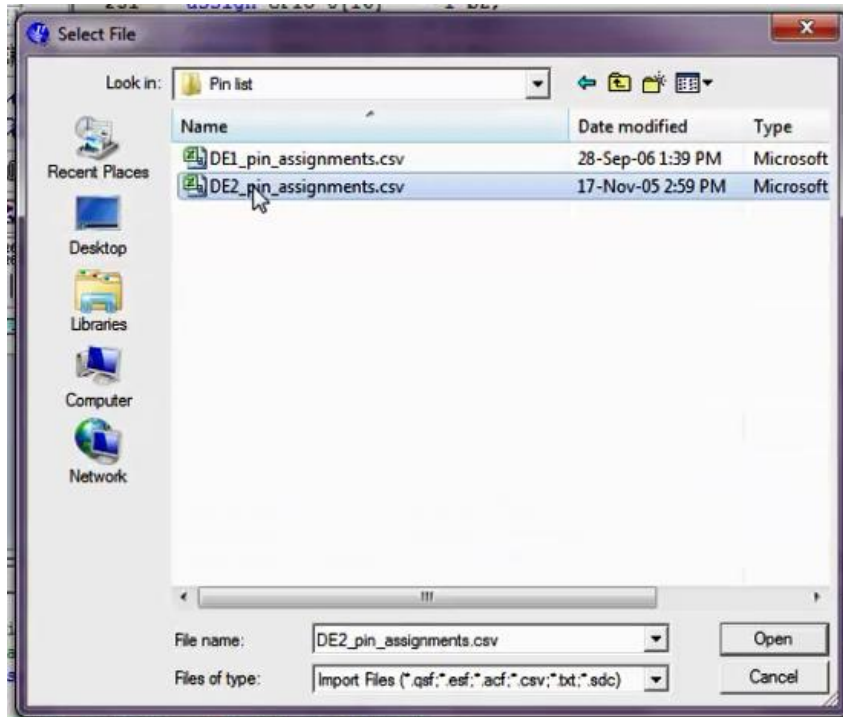 Select File
Look in: Pin list
Name Date modified Type
DE1_pin_assignments.csv 28-Sep-06 1:39 PM Microsoft
DE2_pin_assignments.csv 17-Nov-05 2:59 PM Microsoft
Recent Places
Desktop
Libraries
Computer
Network
File name: DE2_pin_assignments.csv Open
Files of type: Import Files (*.qsf;*.esf;*.acf;*.csv;*.txt;*.sdc) Cancel